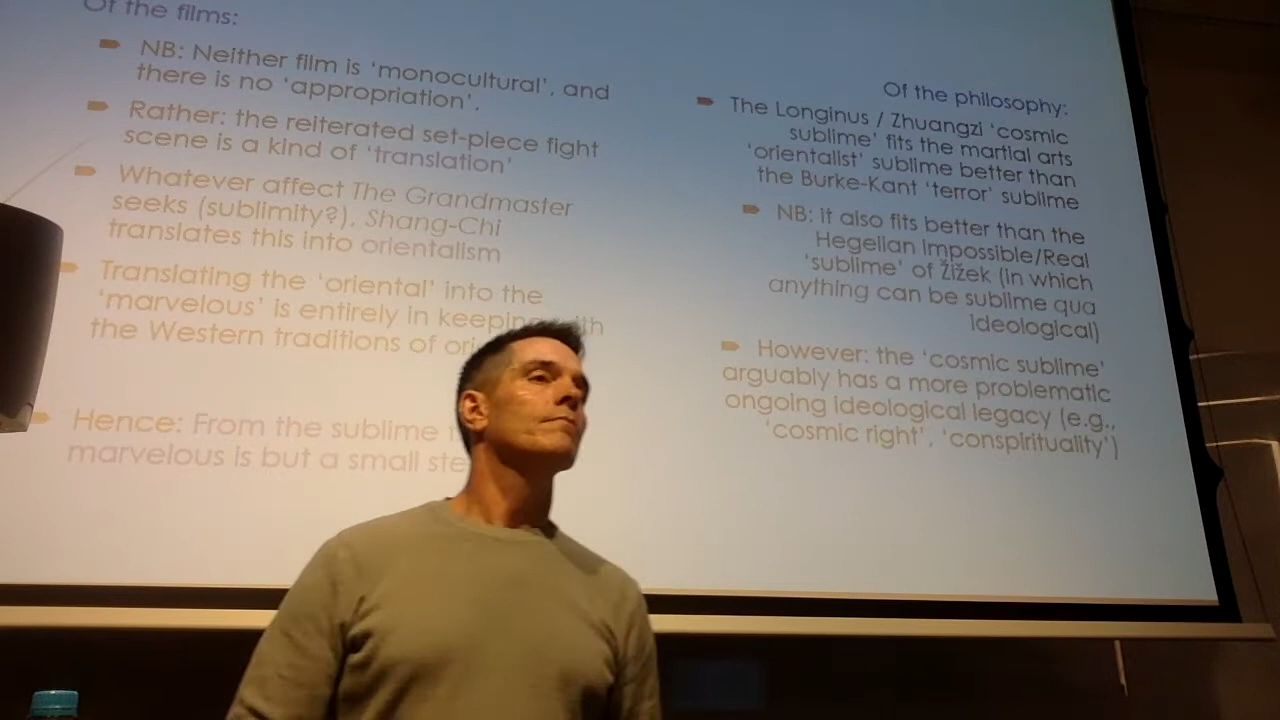 Of the films:
NB: Neither film is 'monocultural', and
there is no 'appropriation'.
Rather: the reiterated set-piece fight
scene is a kind of 'translation'
Whatever affect The Grandmaster
seeks (sublimity?), Shang-Chi
translates this into orientalism
Translating the 'oriental' into the
'marvelous' is entirely in keeping with
the Western traditions of
Hence: From the sublime
marvelous is but a small
Of the philosophy:
The Longinus / Zhuangzi 'cosmic
sublime' fits the martial arts
'orientalist' sublime better than
the Burke-Kant 'terror' sublime
NB: it also fits better than the
Hegelian Impossible/Real
'sublime' of Žižek (in which
anything can be sublime qua
ideological)
However: the 'cosmic sublime'
arguably has a more problematic
ongoing ideological legacy (e.g.,
'cosmic right', 'conspirituality')